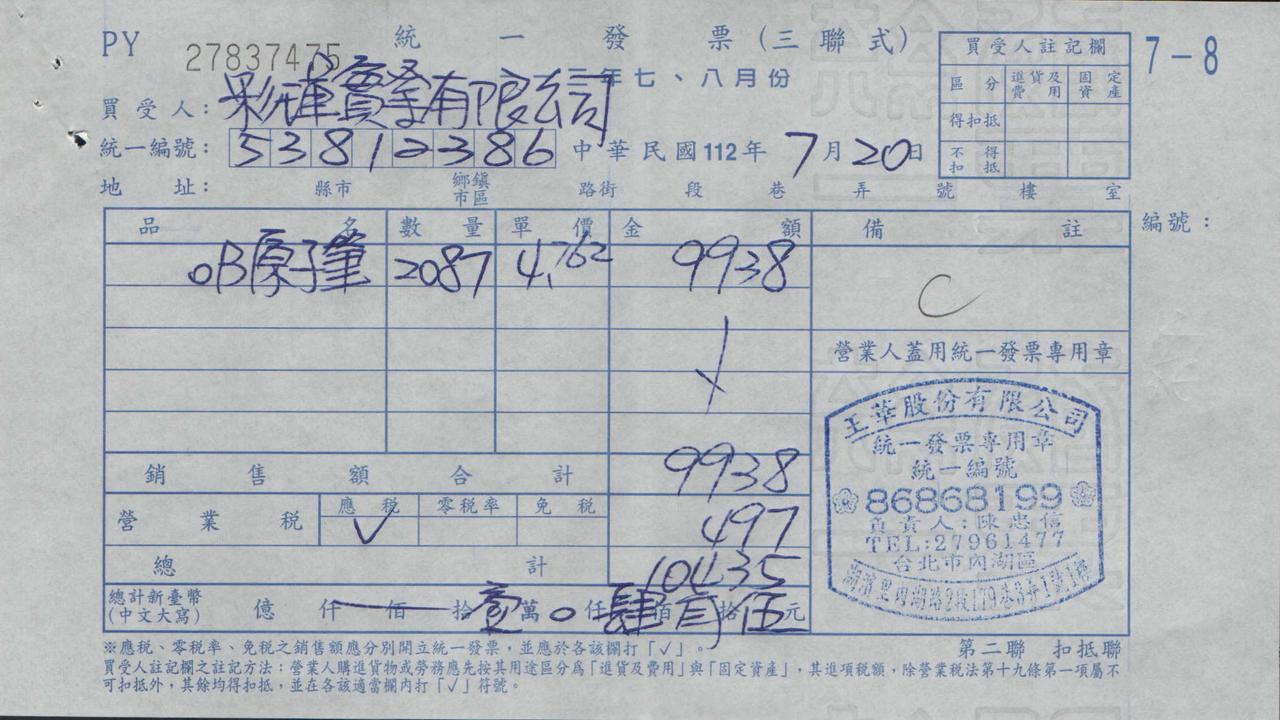 PY 27837475 統一發票(三聯式) 7-8
年七、八月份
買受人註記欄
區分 進貨及費用 固定資產
得扣抵
不得扣抵
買受人: 有限公司
統一編號: 53812386 中華民國112年7月20日
地址: 縣市 鄉鎮市區 路街 段 巷 弄 號 樓 室
品名 數量 單價 金額 備註 編號:
OB原子筆 2087 4.762 9938
C
營業人蓋用統一發票專用章
王華股份有限公司
統一發票專用章
統一編號
86868199
負責人:陳忠信
TEL:27961477
台北市內湖區
湖濱里內湖路2段179巷3弄1號1樓
銷售額合計 9938
營業稅 應稅 √ 零稅率 免稅 497
總計 10435
總計新臺幣(中文大寫) 億 仟 佰 拾 壹 萬 0 仟 肆 佰 拾 伍 元
※應稅、零稅率、免稅之銷售額應分別開立統一發票,並應於各該欄打「√」。
第二聯 扣抵聯
買受人註記欄之註記方法:營業人購進貨物或勞務應先按其用途區分為「進貨及費用」與「固定資產」,其進項稅額,除營業稅法第十九條第一項屬不
可扣抵外,其餘均得扣抵,並在各該適當欄內打「√」符號。